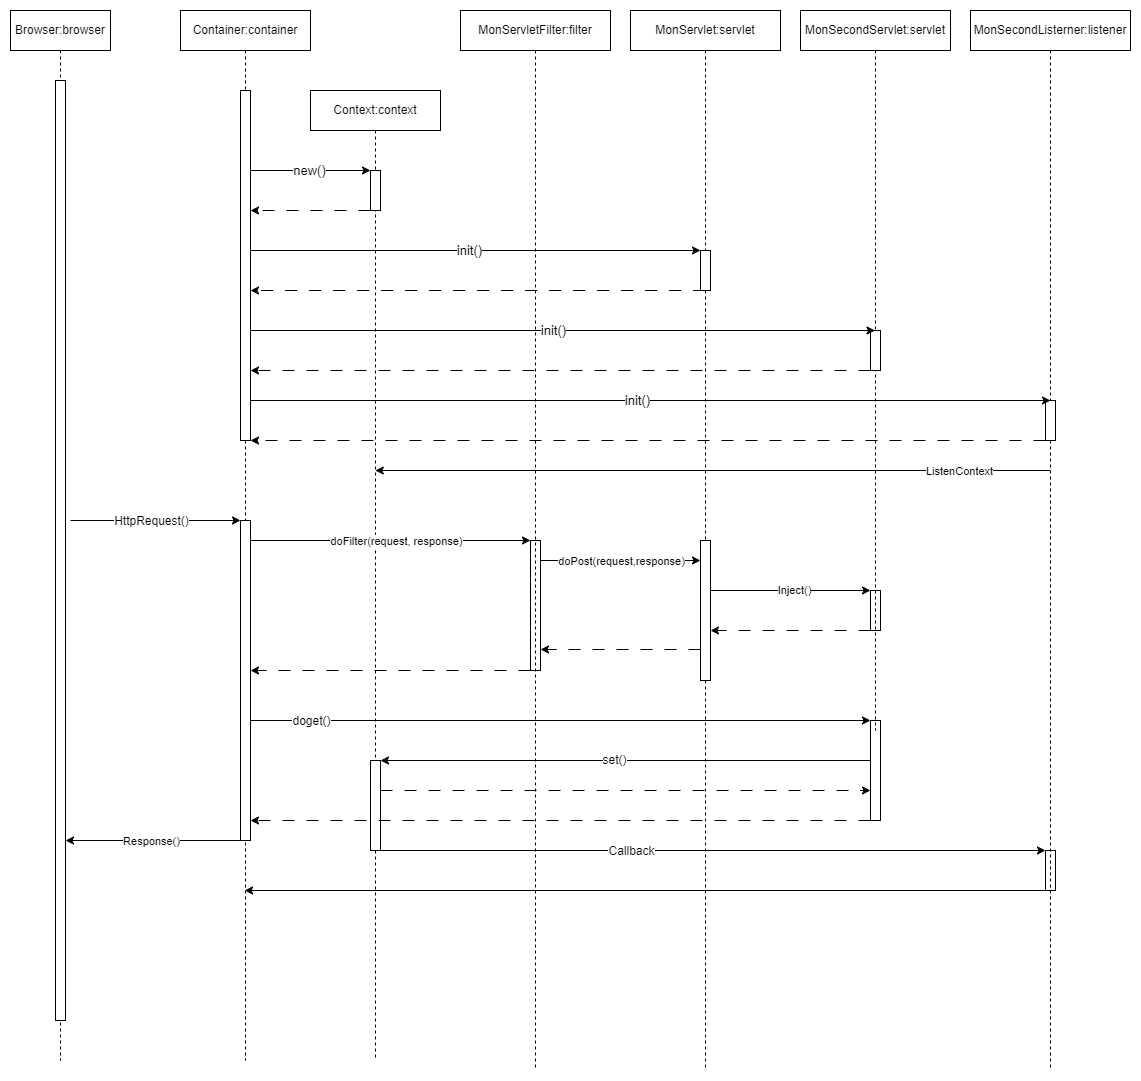 Browser:browser
Container:container
MonServletFilter:filter
MonServlet:servlet
MonSecondServlet:servlet
MonSecondListerner:listener
Context:context
new()
init()
init()
init()
ListenContext
HttpRequest()
doFilter(request, response)
doPost(request,response)
Inject()
doget()
set()
Response()
Callback